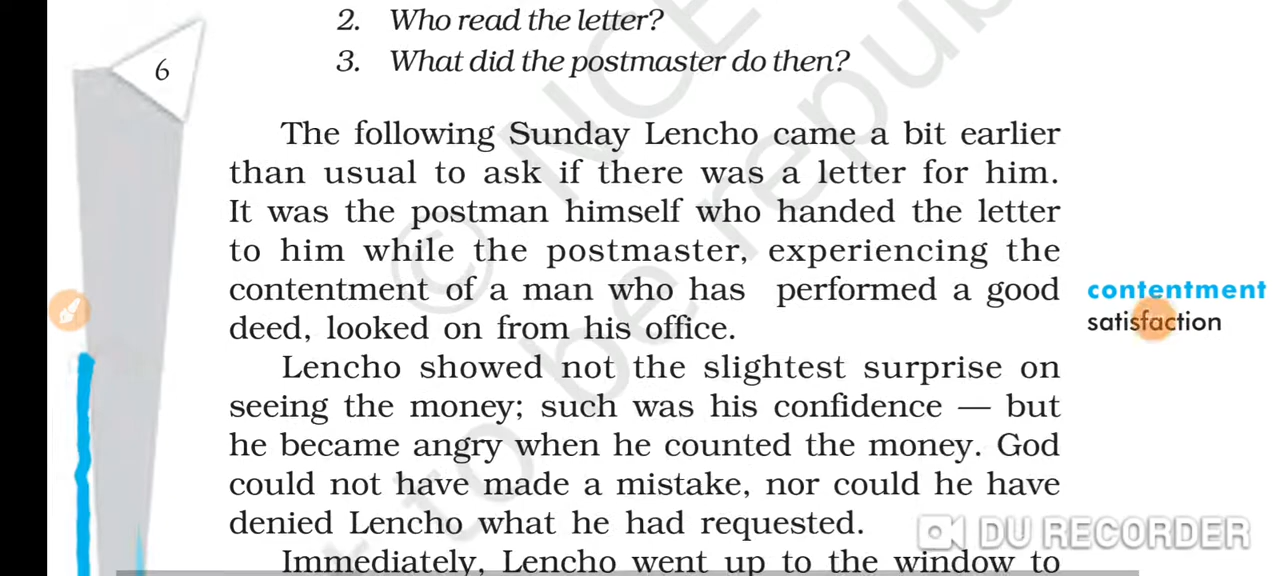 2. Who read the letter?
3. What did the postmaster do then?
6
The following Sunday Lencho came a bit earlier
than usual to ask if there was a letter for him.
It was the postman himself who handed the letter
to him while the postmaster, experiencing the
contentment of a man who has performed a good
deed, looked on from his office.
contentment
satisfaction
Lencho showed not the slightest surprise on
seeing the money; such was his confidence — but
he became angry when he counted the money. God
could not have made a mistake, nor could he have
denied Lencho what he had requested.
Immediately, Lencho went up to the window to
DU RECORDER
© NCE
to be repu